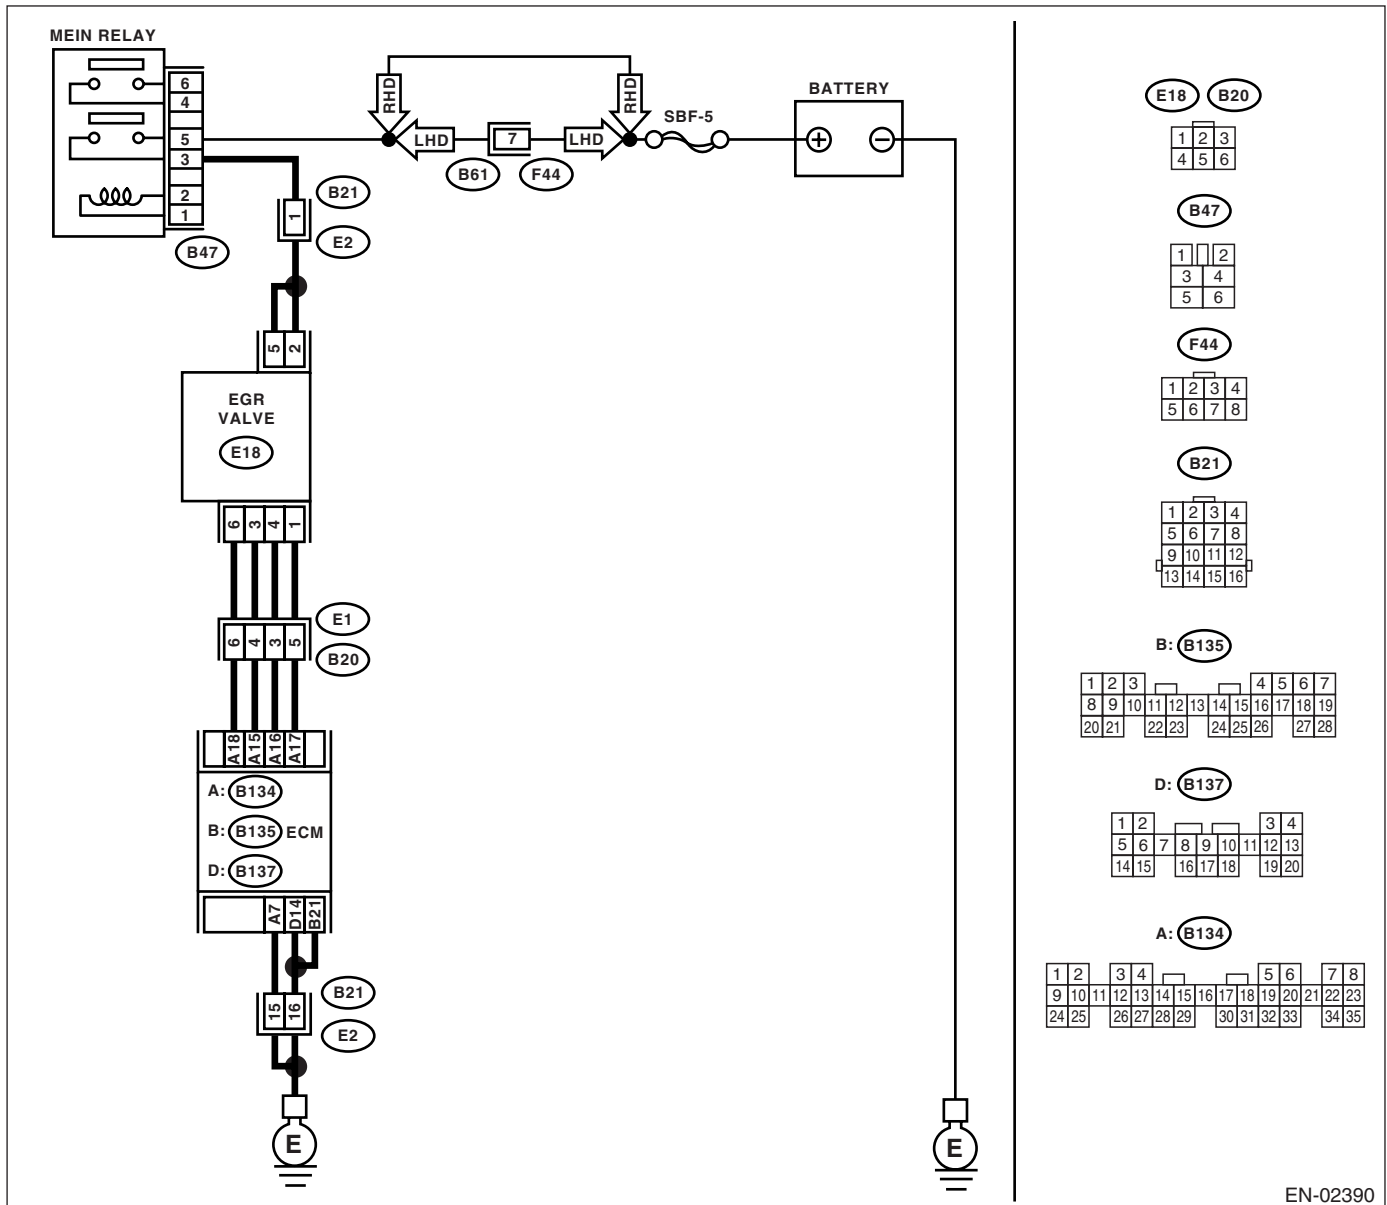 MEIN RELAY
6
4
5
3
2
1
B47
RHD
RHD
LHD
7
LHD
B61
F44
SBF-5
BATTERY
+
−
B21
1
E2
5 2
EGR
VALVE
E18
6 3 4 1
E1
6 4 3 5
B20
A18 A15 A16 A17
A: B134
B: B135 ECM
D: B137
A7 D14 B21
B21
15 16
E2
E
E
E18 B20
1 2 3
4 5 6
B47
1 2
3 4
5 6
F44
1 2 3 4
5 6 7 8
B21
1 2 3 4
5 6 7 8
9 10 11 12
13 14 15 16
B: B135
1 2 3 4 5 6 7
8 9 10 11 12 13 14 15 16 17 18 19
20 21 22 23 24 25 26 27 28
D: B137
1 2 3 4
5 6 7 8 9 10 11 12 13
14 15 16 17 18 19 20
A: B134
1 2 3 4 5 6 7 8
9 10 11 12 13 14 15 16 17 18 19 20 21 22 23
24 25 26 27 28 29 30 31 32 33 34 35
EN-02390